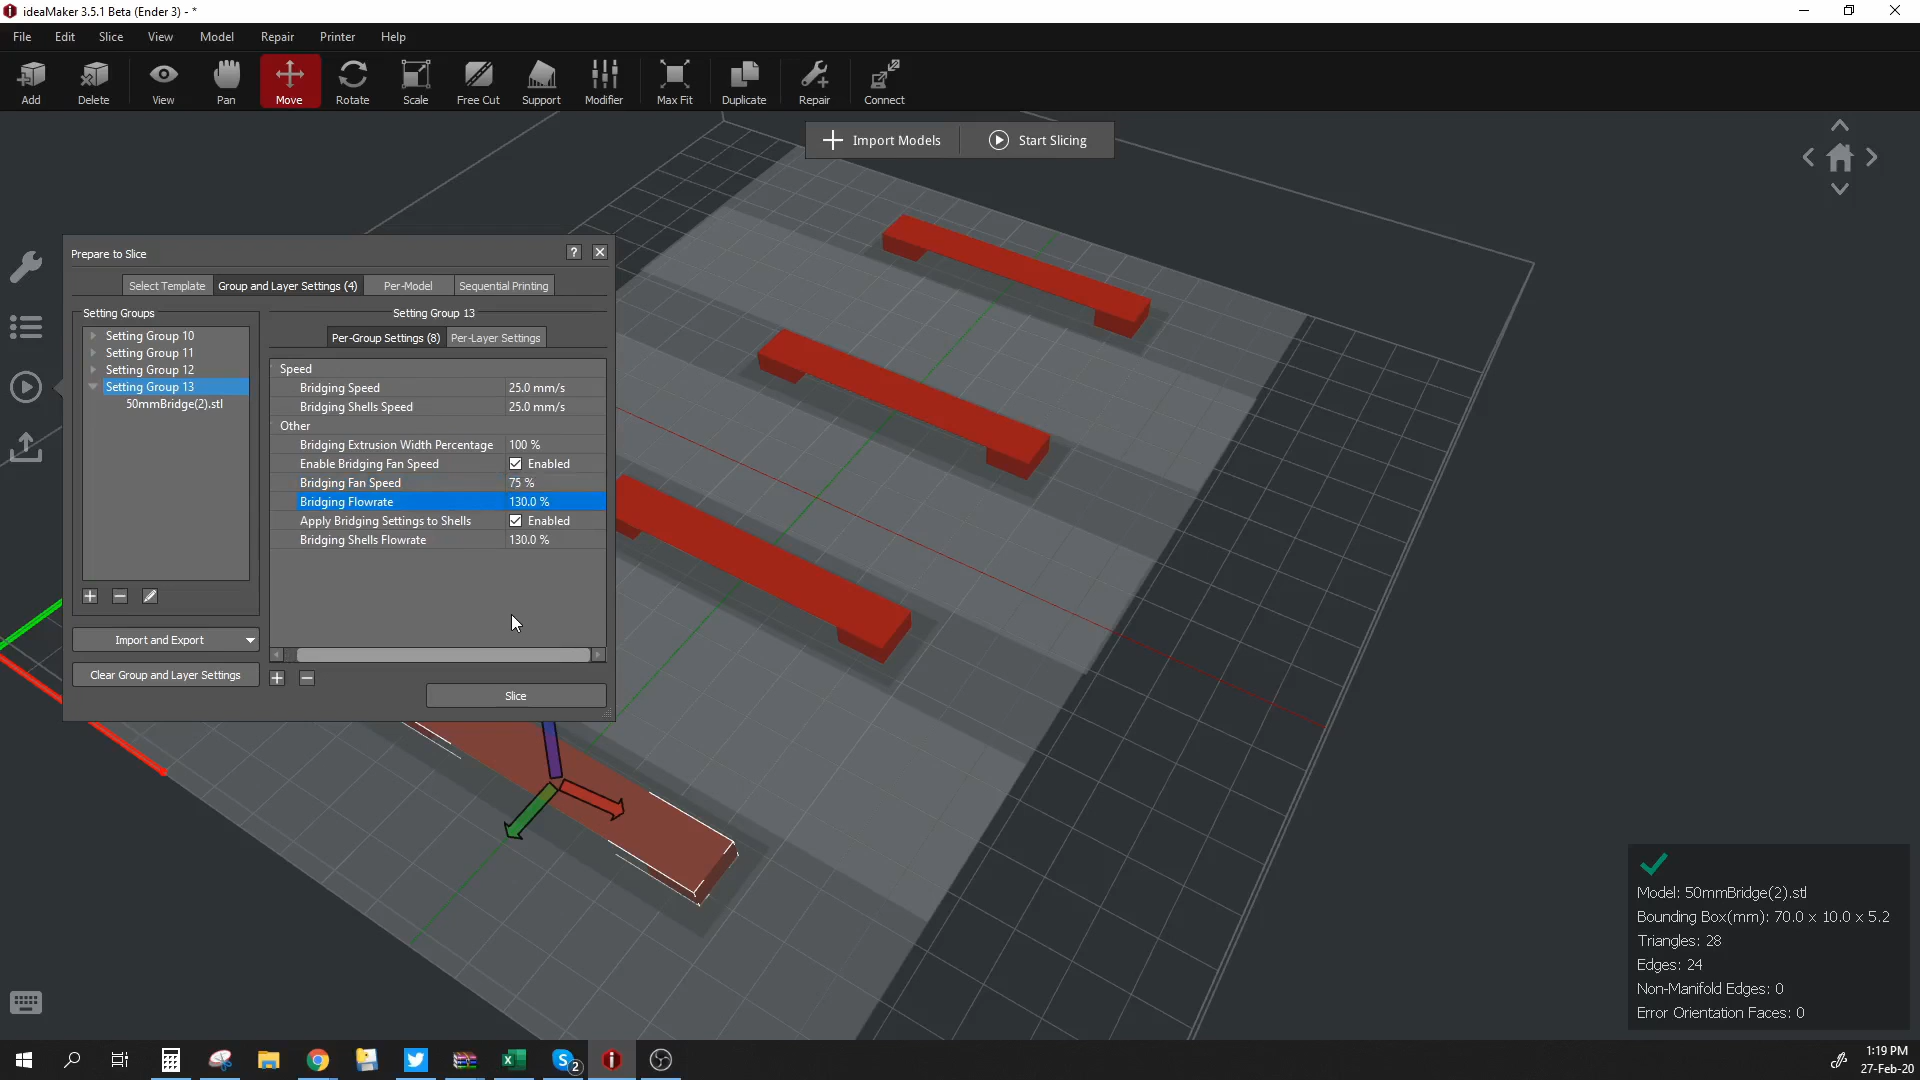 ideaMaker 3.5.1 Beta (Ender 3) - *
File Edit Slice View Model Repair Printer Help
Add Delete View Pan Move Rotate Scale Free Cut Support Modifier Max Fit Duplicate Repair Connect
Import Models Start Slicing
Prepare to Slice ?
Select Template Group and Layer Settings (4) Per-Model Sequential Printing
Setting Groups
Setting Group 10
Setting Group 11
Setting Group 12
Setting Group 13
50mmBridge(2).stl
Import and Export
Clear Group and Layer Settings
Setting Group 13
Per-Group Settings (8) Per-Layer Settings
Speed
Bridging Speed 25.0 mm/s
Bridging Shells Speed 25.0 mm/s
Other
Bridging Extrusion Width Percentage 100 %
Enable Bridging Fan Speed Enabled
Bridging Fan Speed 75 %
Bridging Flowrate 130.0 %
Apply Bridging Settings to Shells Enabled
Bridging Shells Flowrate 130.0 %
Slice
Model: 50mmBridge(2).stl
Bounding Box(mm): 70.0 x 10.0 x 5.2
Triangles: 28
Edges: 24
Non-Manifold Edges: 0
Error Orientation Faces: 0
2
1:19 PM
27-Feb-20